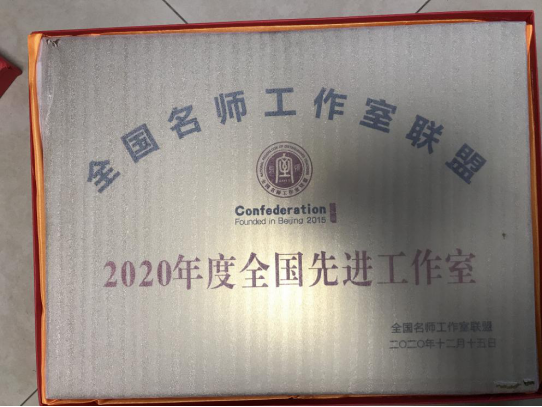 全国名师工作室联盟
Confederation
Founded in Beijing 2015
2020年度全国先进工作室
全国名师工作室联盟
二〇二〇年十二月十五日